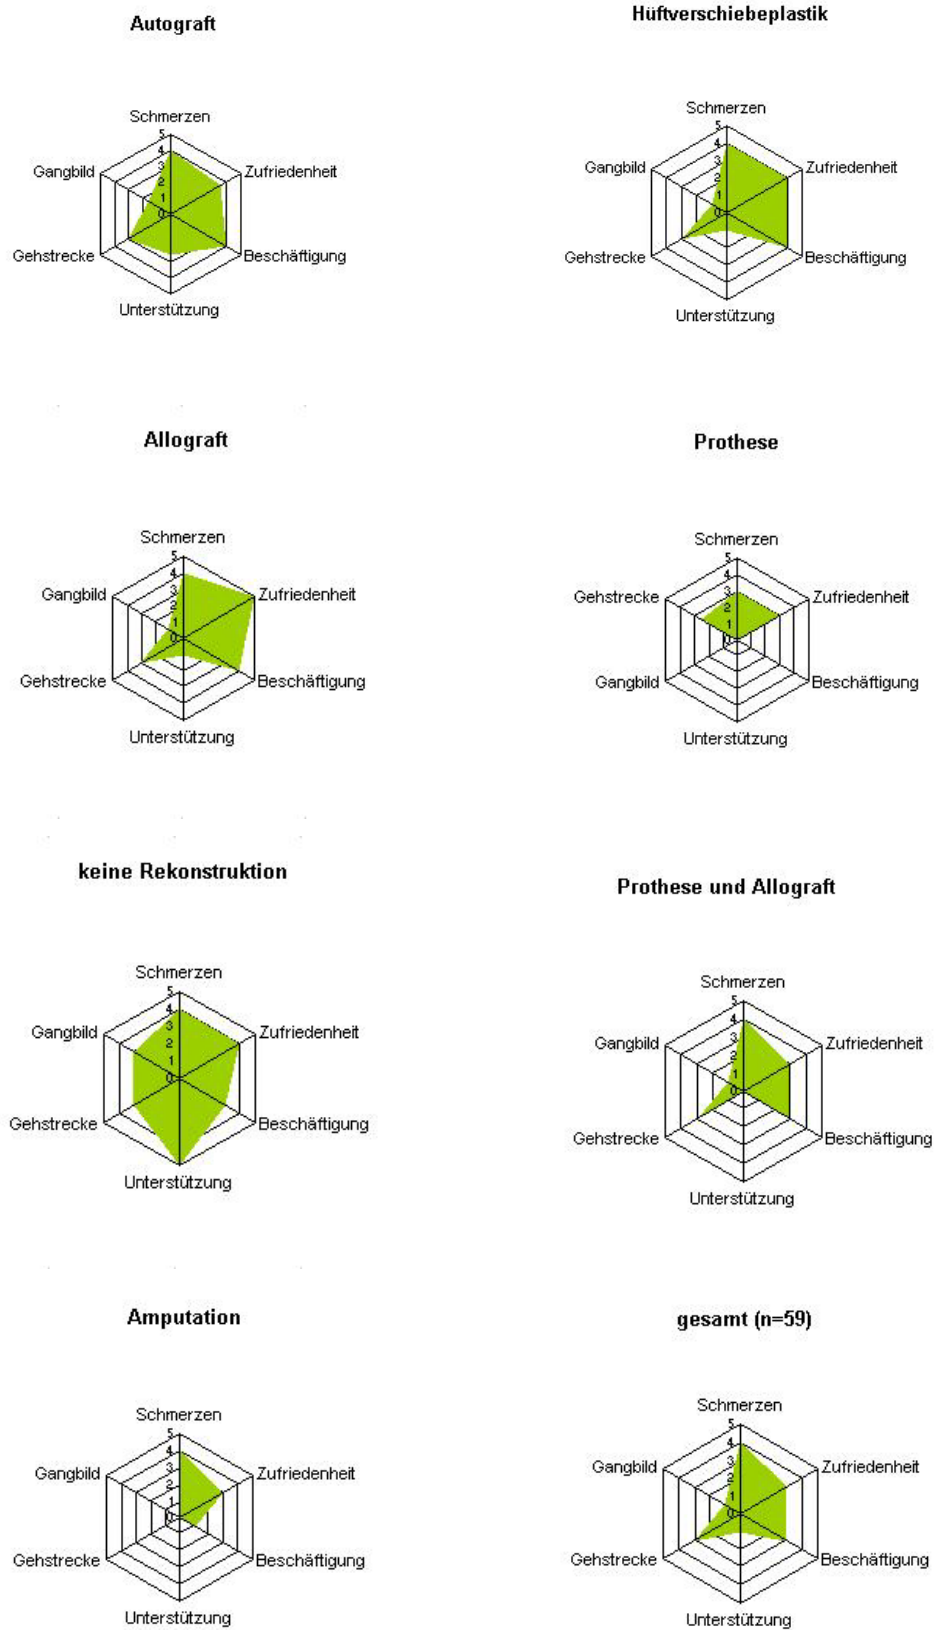 Autograft
Schmerzen
5
4
3
2
1
0
Gangbild
Zufriedenheit
Gehstrecke
Beschäftigung
Unterstützung
Hüftverschiebeplastik
Schmerzen
5
4
3
2
1
0
Gangbild
Zufriedenheit
Gehstrecke
Beschäftigung
Unterstützung
Allograft
Schmerzen
5
4
3
2
1
0
Gangbild
Zufriedenheit
Gehstrecke
Beschäftigung
Unterstützung
Prothese
Schmerzen
5
4
3
2
1
0
Gehstrecke
Zufriedenheit
Gangbild
Beschäftigung
Unterstützung
keine Rekonstruktion
Schmerzen
5
4
3
2
1
0
Gangbild
Zufriedenheit
Gehstrecke
Beschäftigung
Unterstützung
Prothese und Allograft
Schmerzen
5
4
3
2
1
0
Gangbild
Zufriedenheit
Gehstrecke
Beschäftigung
Unterstützung
Amputation
Schmerzen
5
4
3
2
1
0
Gangbild
Zufriedenheit
Gehstrecke
Beschäftigung
Unterstützung
gesamt (n=59)
Schmerzen
5
4
3
2
1
0
Gangbild
Zufriedenheit
Gehstrecke
Beschäftigung
Unterstützung